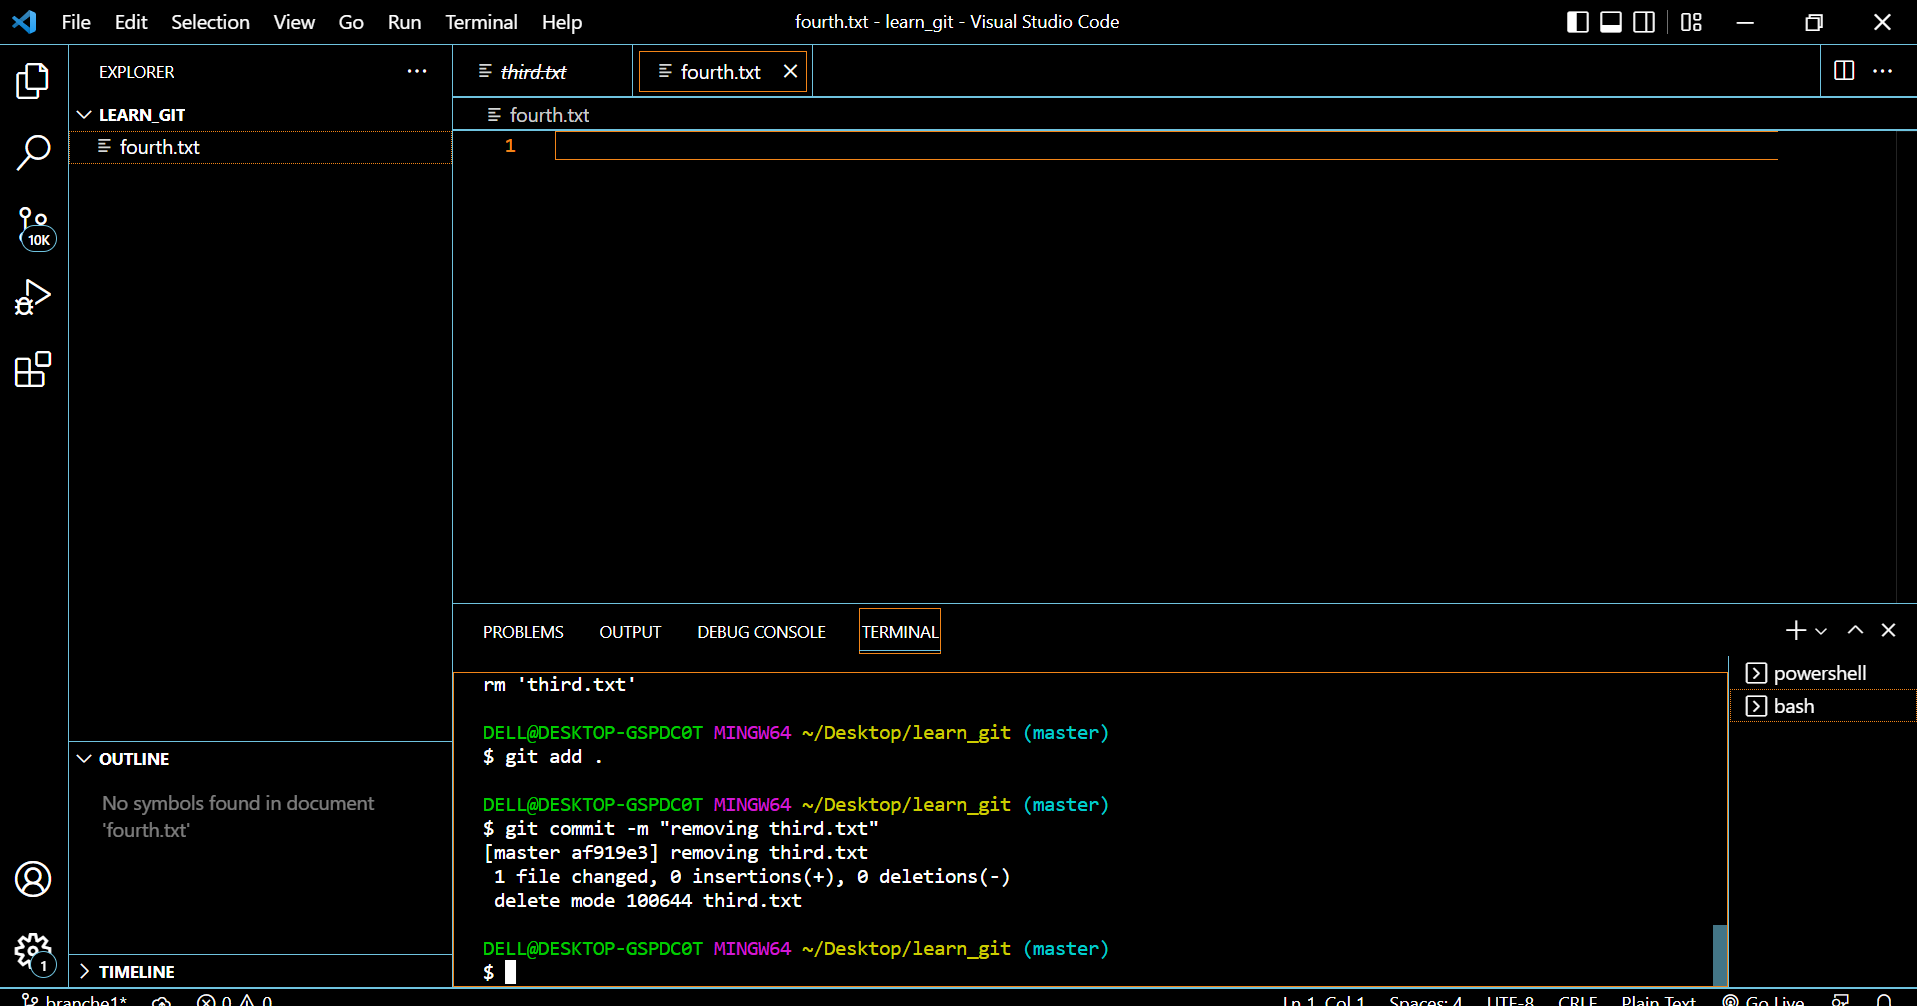 File Edit Selection View Go Run Terminal Help
fourth.txt - learn_git - Visual Studio Code
EXPLORER
third.txt
fourth.txt
LEARN_GIT
fourth.txt
fourth.txt
1
10K
PROBLEMS OUTPUT DEBUG CONSOLE TERMINAL
powershell
bash
rm 'third.txt'
DELL@DESKTOP-GSPDC0T MINGW64 ~/Desktop/learn_git (master)
$ git add .
DELL@DESKTOP-GSPDC0T MINGW64 ~/Desktop/learn_git (master)
$ git commit -m "removing third.txt"
[master af919e3] removing third.txt
1 file changed, 0 insertions(+), 0 deletions(-)
delete mode 100644 third.txt
DELL@DESKTOP-GSPDC0T MINGW64 ~/Desktop/learn_git (master)
$
OUTLINE
No symbols found in document
'fourth.txt'
1
TIMELINE
branche1* 0 0
Ln 1, Col 1 Spaces: 4 UTF-8 CRLF Plain Text Go Live